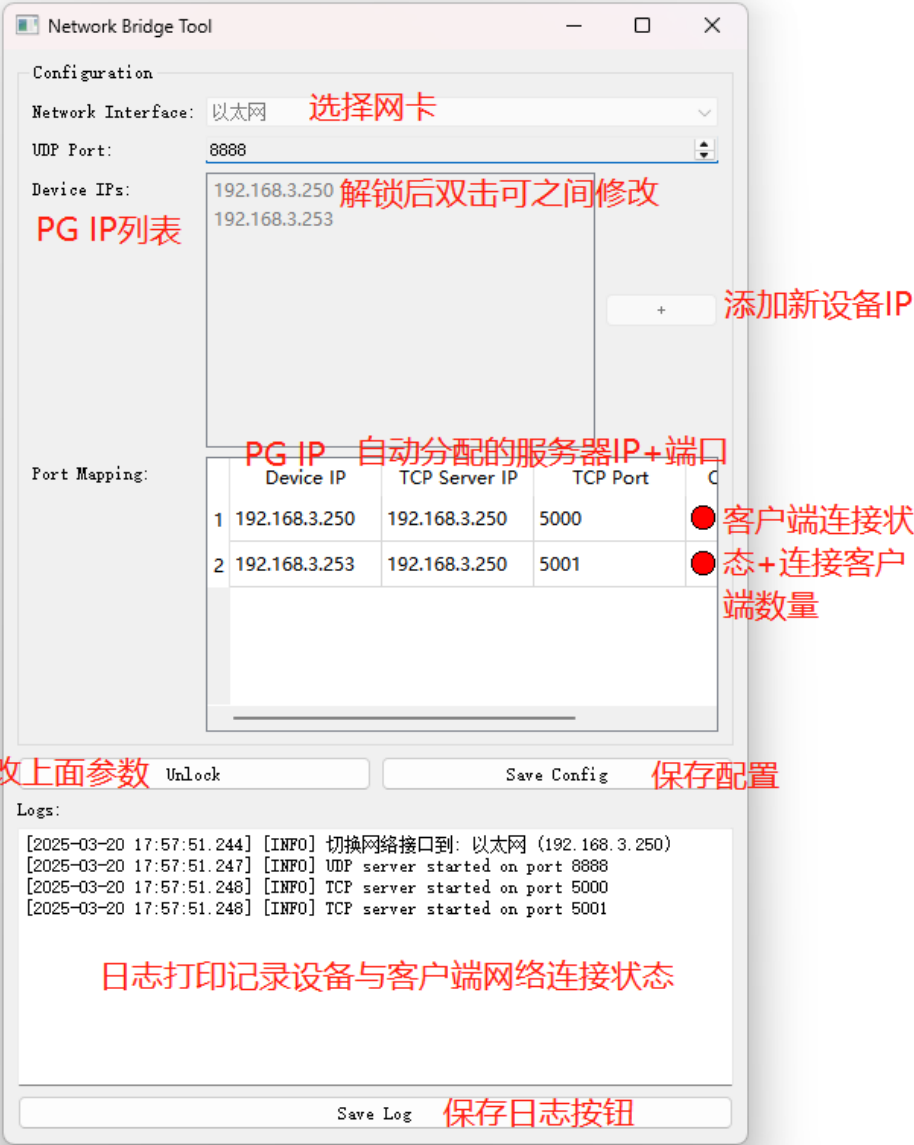 Network Bridge Tool
Configuration
Network Interface: 以太网 选择网卡
UDP Port: 8888
Device IPs: 192.168.3.250 解锁后双击可之间修改
192.168.3.253
PG IP列表
+ 添加新设备IP
PG IP 自动分配的服务器IP+端口
Port Mapping: Device IP TCP Server IP TCP Port C
1 192.168.3.250 192.168.3.250 5000 客户端连接状
2 192.168.3.253 192.168.3.250 5001 态+连接客户
端数量
改上面参数 Unlock Save Config 保存配置
Logs:
[2025-03-20 17:57:51.244] [INFO] 切换网络接口到: 以太网 (192.168.3.250)
[2025-03-20 17:57:51.247] [INFO] UDP server started on port 8888
[2025-03-20 17:57:51.248] [INFO] TCP server started on port 5000
[2025-03-20 17:57:51.248] [INFO] TCP server started on port 5001
日志打印记录设备与客户端网络连接状态
Save Log 保存日志按钮